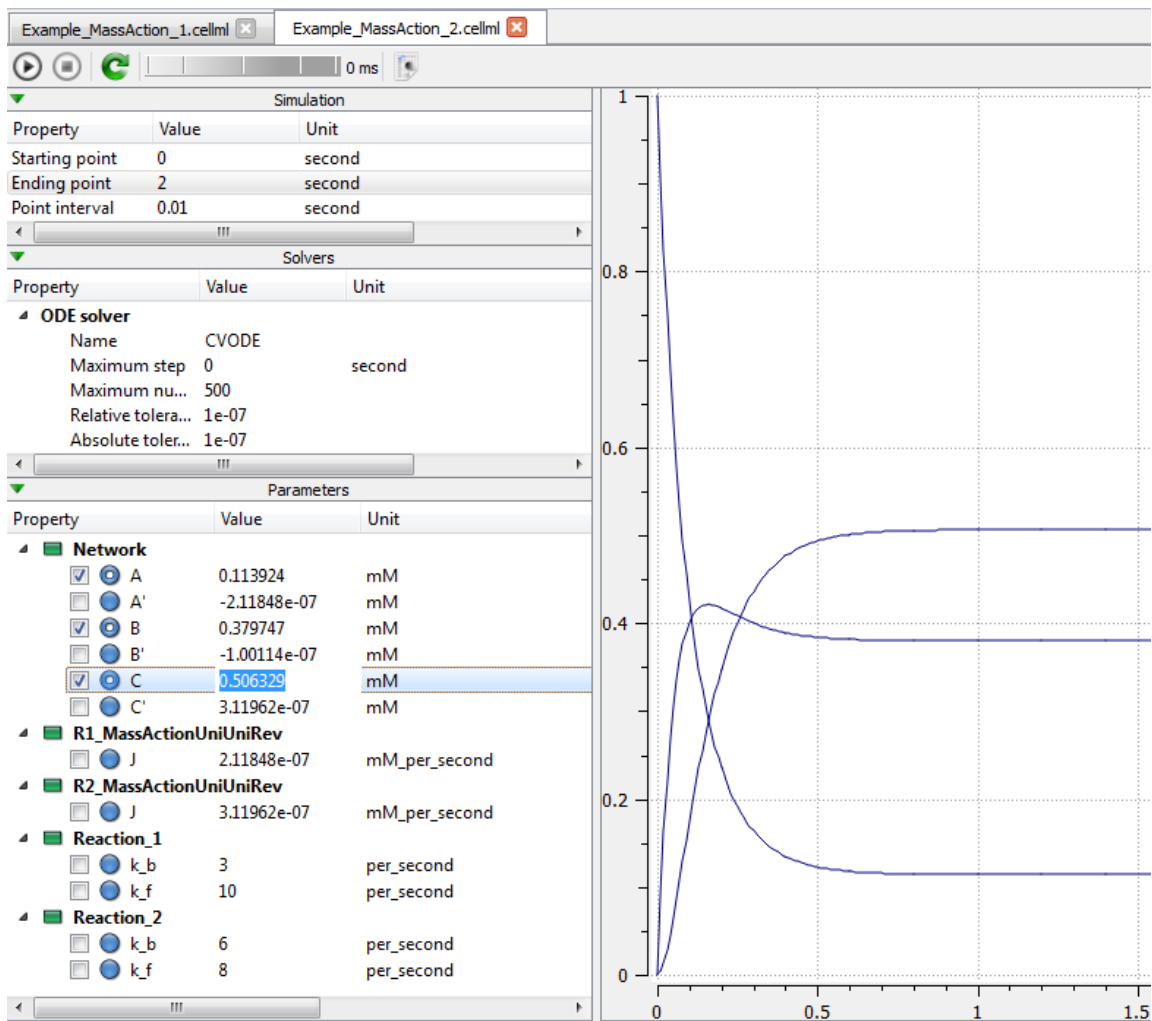 Example_MassAction_1.cellml Example_MassAction_2.cellml
0 ms
Simulation
Property Value Unit
Starting point 0 second
Ending point 2 second
Point interval 0.01 second
Solvers
Property Value Unit
ODE solver
Name CVODE
Maximum step 0 second
Maximum nu... 500
Relative tolera... 1e-07
Absolute toler... 1e-07
Parameters
Property Value Unit
Network
A 0.113924 mM
A' -2.11848e-07 mM
B 0.379747 mM
B' -1.00114e-07 mM
C 0.506329 mM
C' 3.11962e-07 mM
R1_MassActionUniUniRev
J 2.11848e-07 mM_per_second
R2_MassActionUniUniRev
J 3.11962e-07 mM_per_second
Reaction_1
k_b 3 per_second
k_f 10 per_second
Reaction_2
k_b 6 per_second
k_f 8 per_second
1
0.8
0.6
0.4
0.2
0
0 0.5 1 1.5